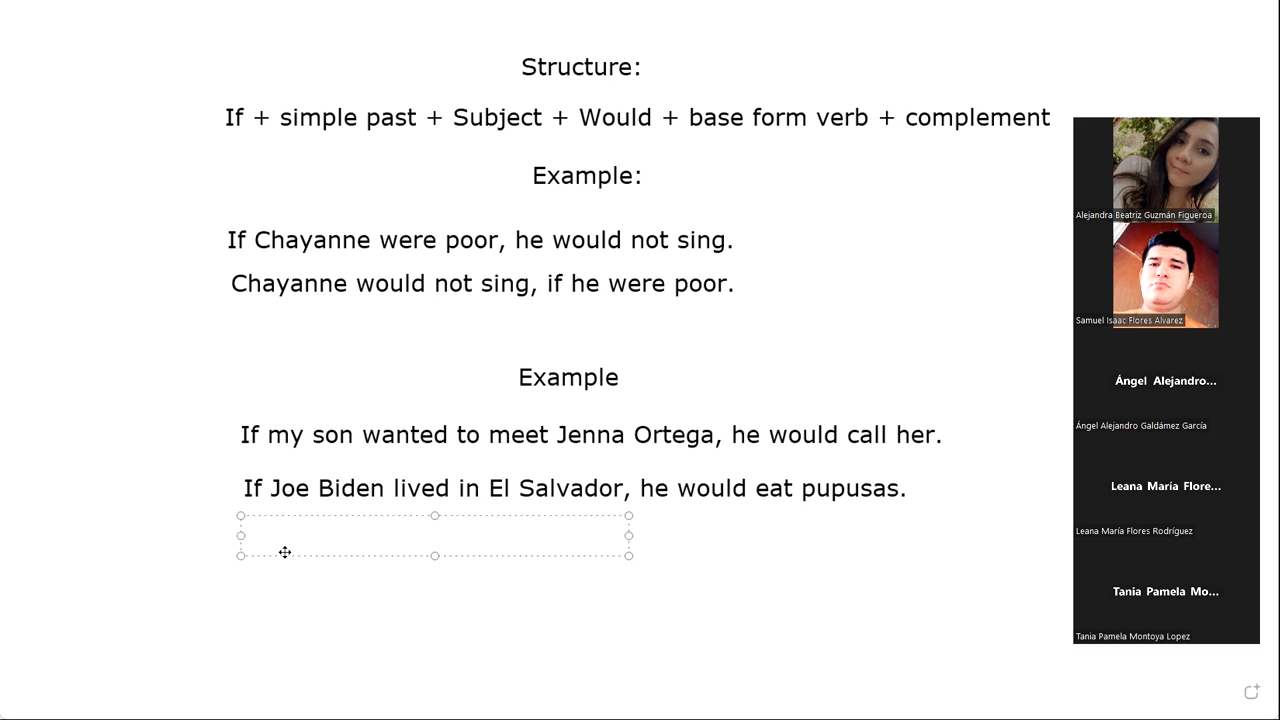 Structure:
If + simple past + Subject + Would + base form verb + complement
Example:
If Chayanne were poor, he would not sing.
Chayanne would not sing, if he were poor.
Example
If my son wanted to meet Jenna Ortega, he would call her.
If Joe Biden lived in El Salvador, he would eat pupusas.
Alejandra Beatriz Guzmán Figueroa
Samuel Isaac Flores Alvarez
Ángel Alejandro...
Ángel Alejandro Galdámez García
Leana María Flore...
Leana María Flores Rodríguez
Tania Pamela Mo...
Tania Pamela Montoya Lopez